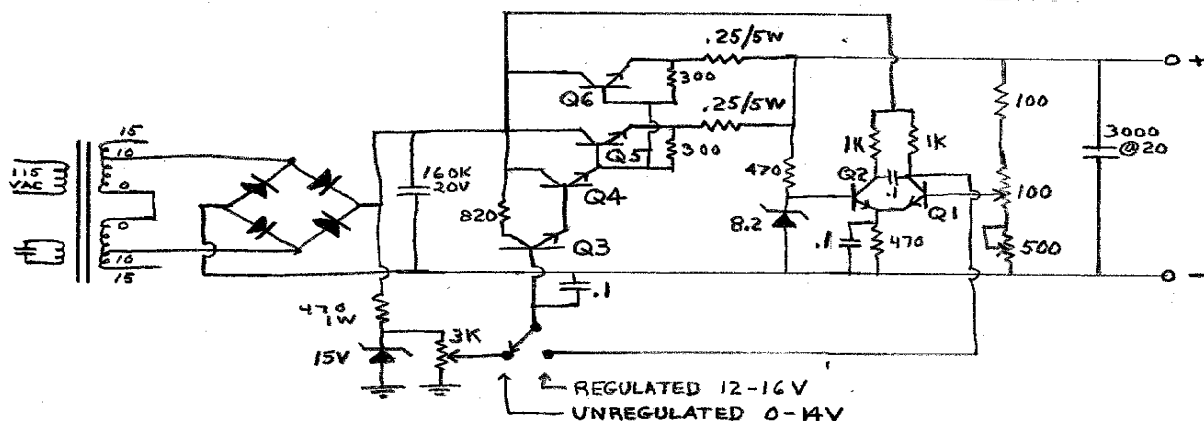 .25/5W
Q6
300
.25/5W
Q5
300
15
10
0
115
VAC
0
10
15
160K
20V
820
Q4
Q3
.1
470
8.2
1K
1K
Q2
.1
Q1
.1
470
100
100
500
3000
@20
+
−
470
1W
15V
3K
REGULATED 12-16V
UNREGULATED 0-14V